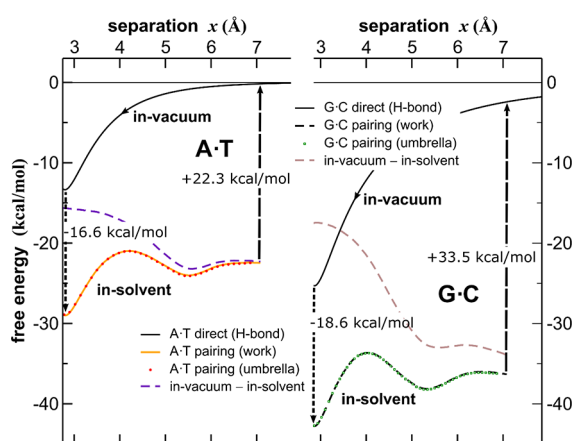 separation x (Å)
3 4 5 6 7
separation x (Å)
3 4 5 6 7
free energy (kcal/mol)
0
-10
-20
-30
-40
in-vacuum
A·T
+22.3 kcal/mol
-16.6 kcal/mol
in-solvent
A·T direct (H-bond)
A·T pairing (work)
A·T pairing (umbrella)
in-vacuum – in-solvent
G·C direct (H-bond)
G·C pairing (work)
G·C pairing (umbrella)
in-vacuum – in-solvent
in-vacuum
+33.5 kcal/mol
G·C
-18.6 kcal/mol
in-solvent
0
-10
-20
-30
-40